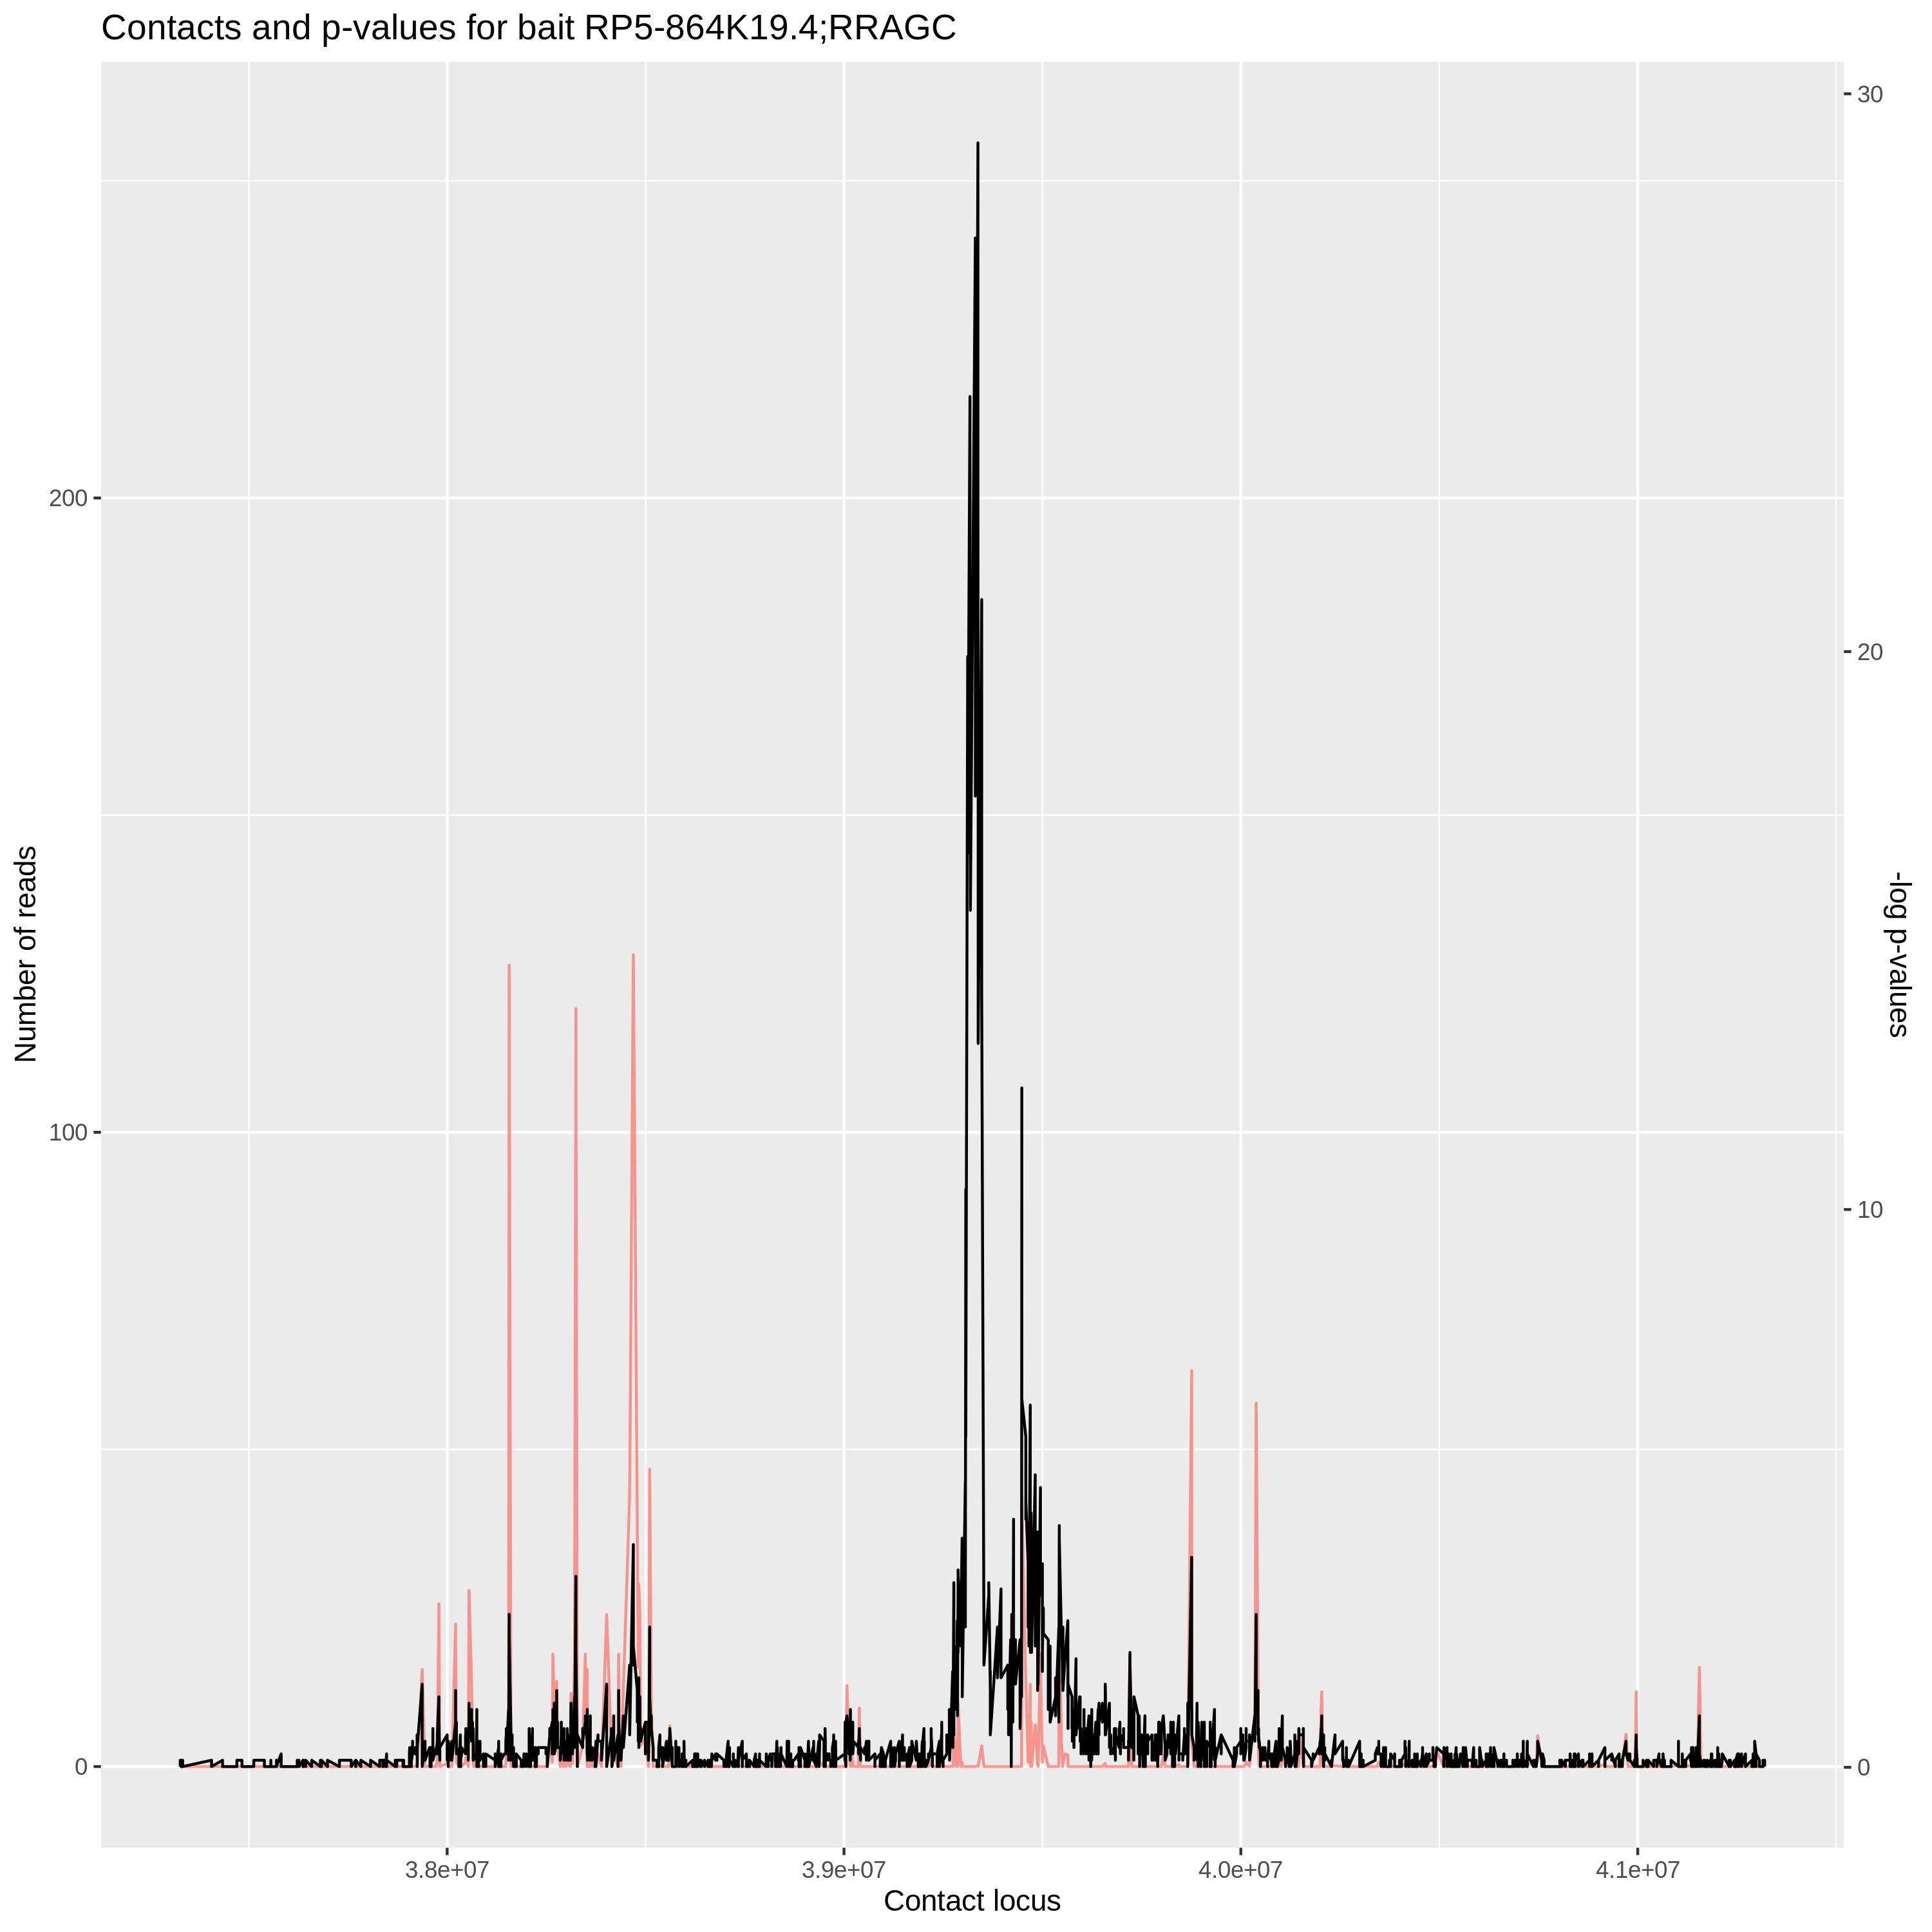 Contacts and p-values for bait RP5-864K19.4;RRAGC
30
200
20
Number of reads
-log p-values
100
10
0
0
3.8e+07
3.9e+07
4.0e+07
4.1e+07
Contact locus